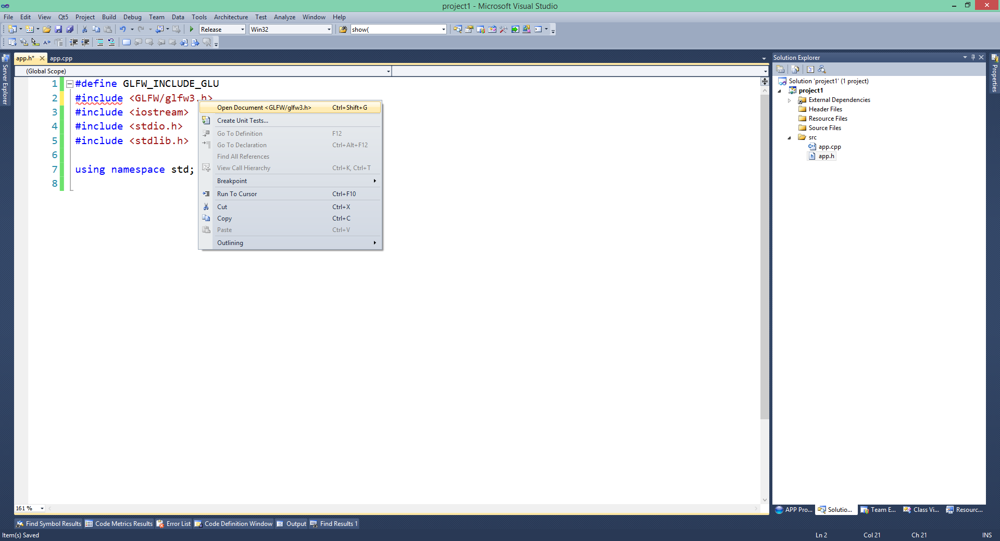 project1 - Microsoft Visual Studio
File Edit View Qt5 Project Build Debug Team Data Tools Architecture Test Analyze Window Help
Release Win32 show(
Server Explorer
app.h* app.cpp
(Global Scope)
1 #define GLFW_INCLUDE_GLU
2 #include <GLFW/glfw3.h>
3 #include <iostream>
4 #include <stdio.h>
5 #include <stdlib.h>
6
7 using namespace std;
8
Open Document <GLFW/glfw3.h> Ctrl+Shift+G
Create Unit Tests...
Go To Definition F12
Go To Declaration Ctrl+Alt+F12
Find All References
View Call Hierarchy Ctrl+K, Ctrl+T
Breakpoint
Run To Cursor Ctrl+F10
Cut Ctrl+X
Copy Ctrl+C
Paste Ctrl+V
Outlining
161 %
Solution Explorer
Solution 'project1' (1 project)
project1
External Dependencies
Header Files
Resource Files
Source Files
src
app.cpp
app.h
Properties
APP Pro... Solutio... Team E... Class Vi... Resourc...
Find Symbol Results Code Metrics Results Error List Code Definition Window Output Find Results 1
Item(s) Saved Ln 2 Col 21 Ch 21 INS